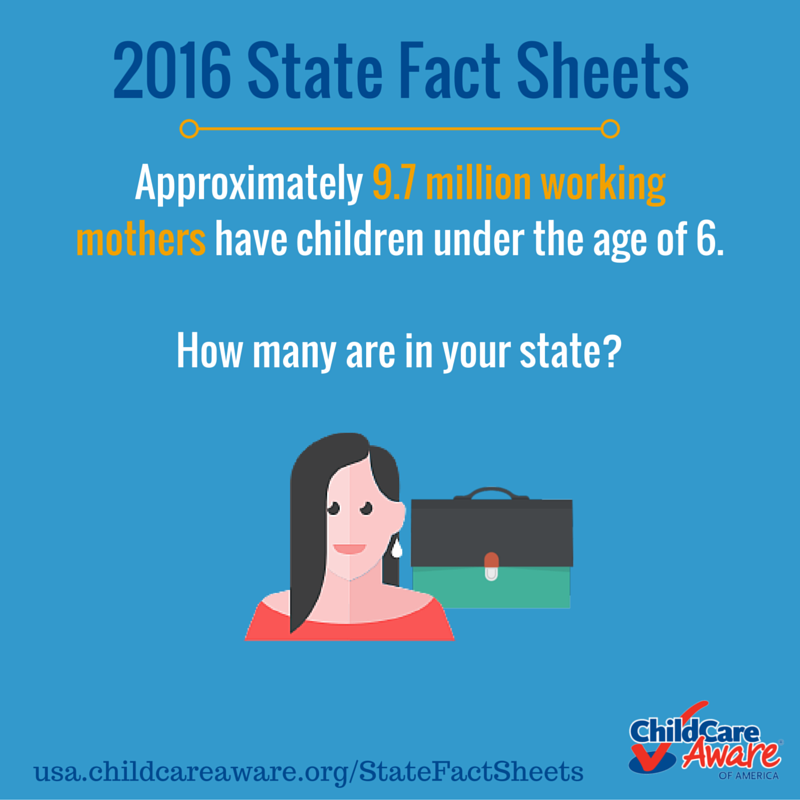 2016 State Fact Sheets
Approximately 9.7 million working
mothers have children under the age of 6.
How many are in your state?
ChildCare
Aware®
OF AMERICA
usa.childcareaware.org/StateFactSheets